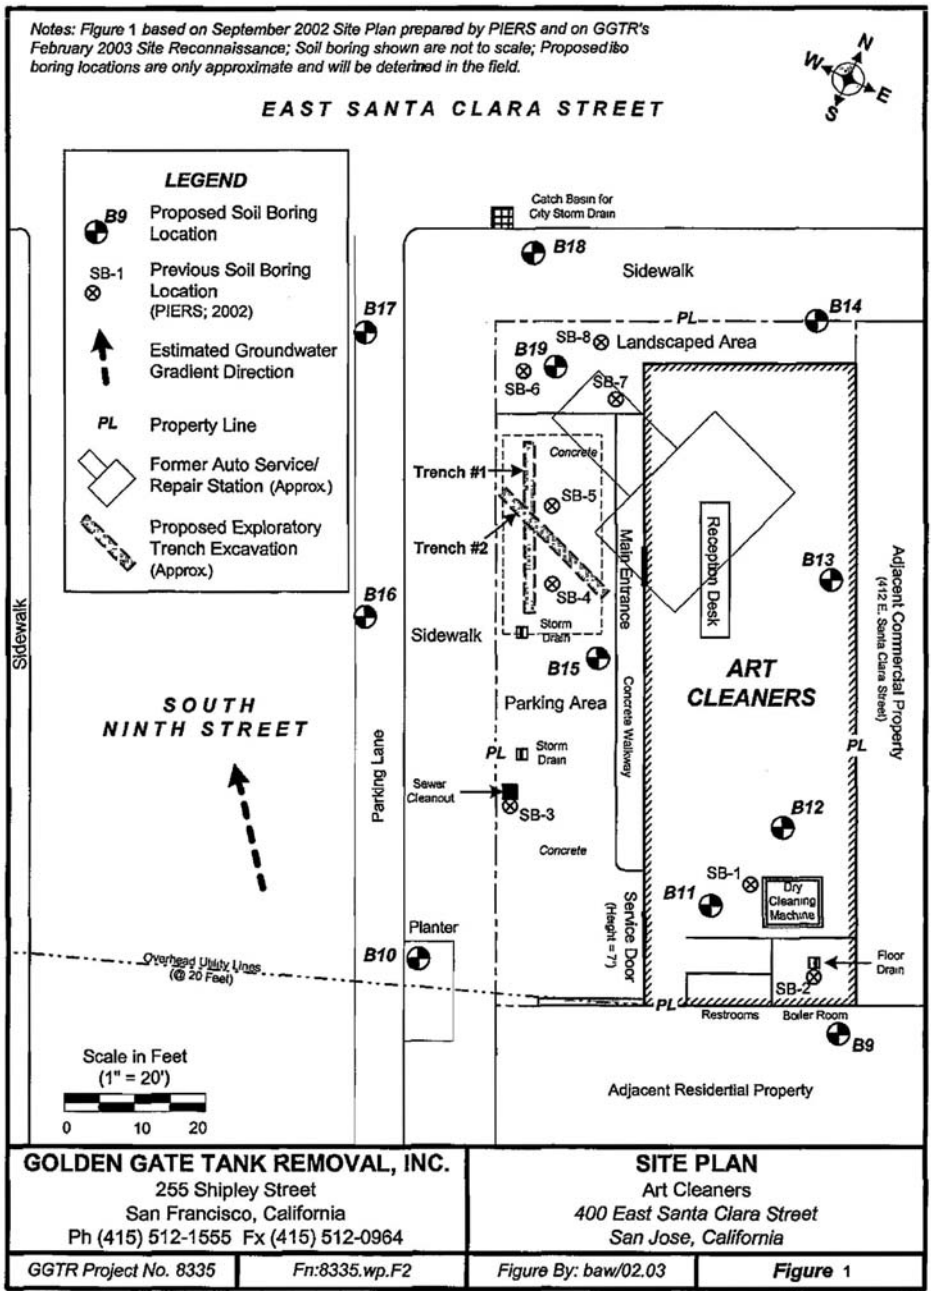 Notes: Figure 1 based on September 2002 Site Plan prepared by PIERS and on GGTR's
February 2003 Site Reconnaissance; Soil boring shown are not to scale; Proposed iso
boring locations are only approximate and will be deterined in the field.
N
W
E
S
EAST SANTA CLARA STREET
LEGEND
B9 Proposed Soil Boring
Location
SB-1 Previous Soil Boring
Location
(PIERS; 2002)
Estimated Groundwater
Gradient Direction
PL Property Line
Former Auto Service/
Repair Station (Approx.)
Proposed Exploratory
Trench Excavation
(Approx.)
Catch Basin for
City Storm Drain
B18
Sidewalk
B17
B14
PL
SB-8
Landscaped Area
B19
SB-6
SB-7
Concrete
Trench #1
SB-5
Trench #2
Main Entrance
Reception Desk
B13
Adjacent Commercial Property
(412 E. Santa Clara Street)
SB-4
B16
Sidewalk
Sidewalk
Storm
Drain
B15
ART
CLEANERS
Parking Area
Concrete Walkway
SOUTH
NINTH STREET
PL
Storm
Drain
PL
Parking Lane
Sewer
Cleanout
SB-3
B12
Concrete
SB-1
B11
Dry
Cleaning
Machine
Service Door
(Height = 7')
Planter
B10
Overhead Utility Lines
(@ 20 Feet)
Floor
Drain
SB-2
PL
Restrooms
Boiler Room
B9
Scale in Feet
(1" = 20')
0 10 20
Adjacent Residertial Property
GOLDEN GATE TANK REMOVAL, INC.
255 Shipley Street
San Francisco, California
Ph (415) 512-1555 Fx (415) 512-0964
SITE PLAN
Art Cleaners
400 East Santa Clara Street
San Jose, California
GGTR Project No. 8335
Fn:8335.wp.F2
Figure By: baw/02.03
Figure 1